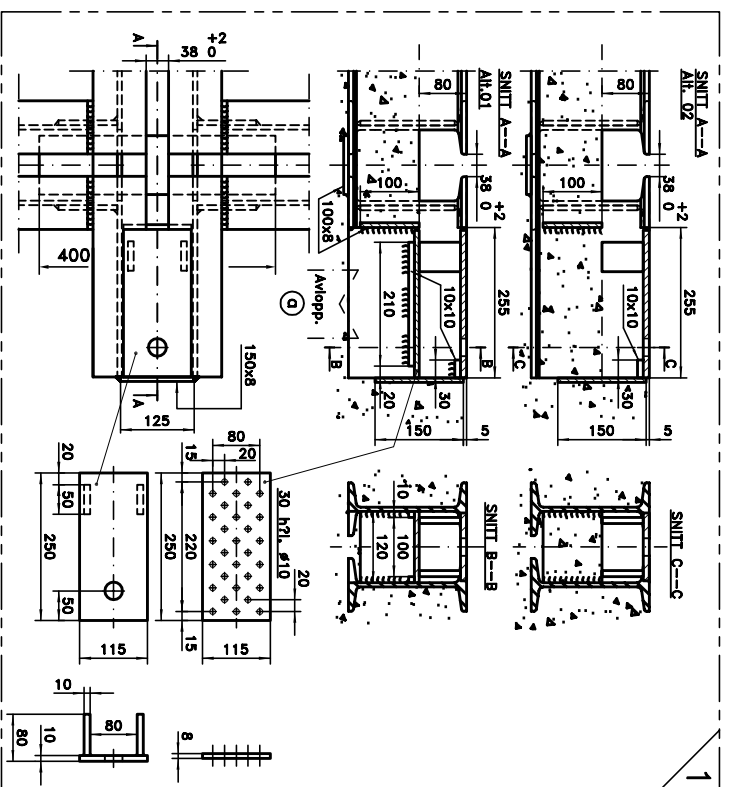 1
SNITT A---A
Alt. 02
80
38 +2 0
100
255
10x10
30
150
5
C
C
SNITT C---C
SNITT A---A
Alt.01
80
38 +2 0
100
100x8
255
10x10
210
30
20
150
5
B
B
Avlopp.
a
SNITT B---B
10
100
120
A
A
38 +2 0
400
150x8
125
80
15
20
30 h?l. ø10
220
250
20
15
115
8
20
50
250
50
115
10
80
10
80